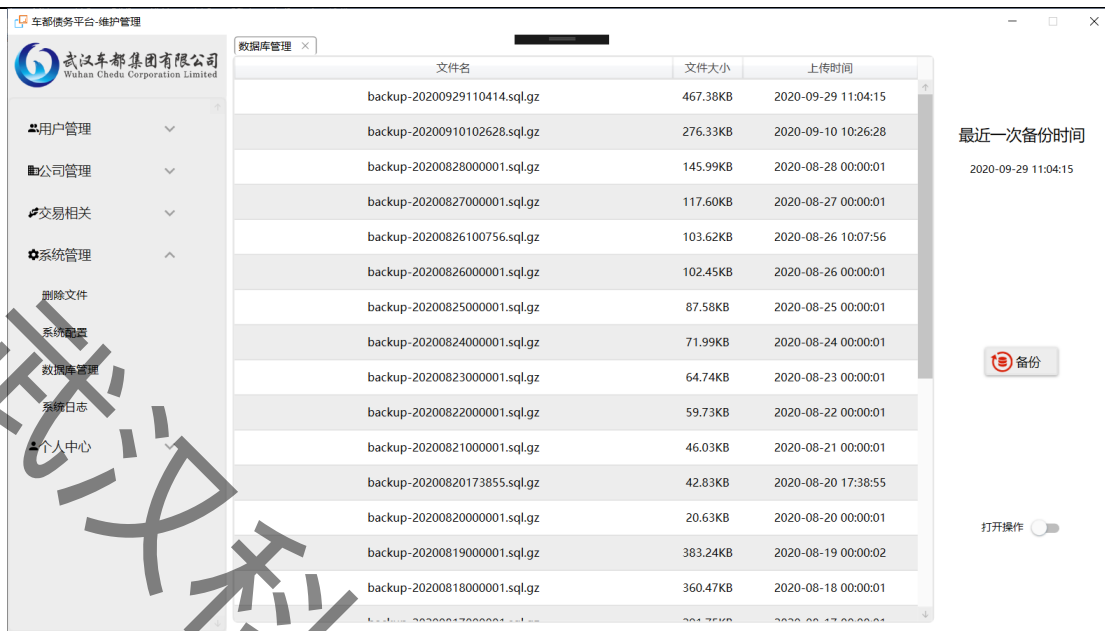 车都债务平台-维护管理
武汉车都集团有限公司
Wuhan Chedu Corporation Limited
用户管理
公司管理
交易相关
系统管理
删除文件
系统配置
数据库管理
系统日志
个人中心
数据库管理
文件名 文件大小 上传时间
backup-20200929110414.sql.gz 467.38KB 2020-09-29 11:04:15
backup-20200910102628.sql.gz 276.33KB 2020-09-10 10:26:28
backup-20200828000001.sql.gz 145.99KB 2020-08-28 00:00:01
backup-20200827000001.sql.gz 117.60KB 2020-08-27 00:00:01
backup-20200826100756.sql.gz 103.62KB 2020-08-26 10:07:56
backup-20200826000001.sql.gz 102.45KB 2020-08-26 00:00:01
backup-20200825000001.sql.gz 87.58KB 2020-08-25 00:00:01
backup-20200824000001.sql.gz 71.99KB 2020-08-24 00:00:01
backup-20200823000001.sql.gz 64.74KB 2020-08-23 00:00:01
backup-20200822000001.sql.gz 59.73KB 2020-08-22 00:00:01
backup-20200821000001.sql.gz 46.03KB 2020-08-21 00:00:01
backup-20200820173855.sql.gz 42.83KB 2020-08-20 17:38:55
backup-20200820000001.sql.gz 20.63KB 2020-08-20 00:00:01
backup-20200819000001.sql.gz 383.24KB 2020-08-19 00:00:02
backup-20200818000001.sql.gz 360.47KB 2020-08-18 00:00:01
最近一次备份时间
2020-09-29 11:04:15
备份
打开操作
武汉科